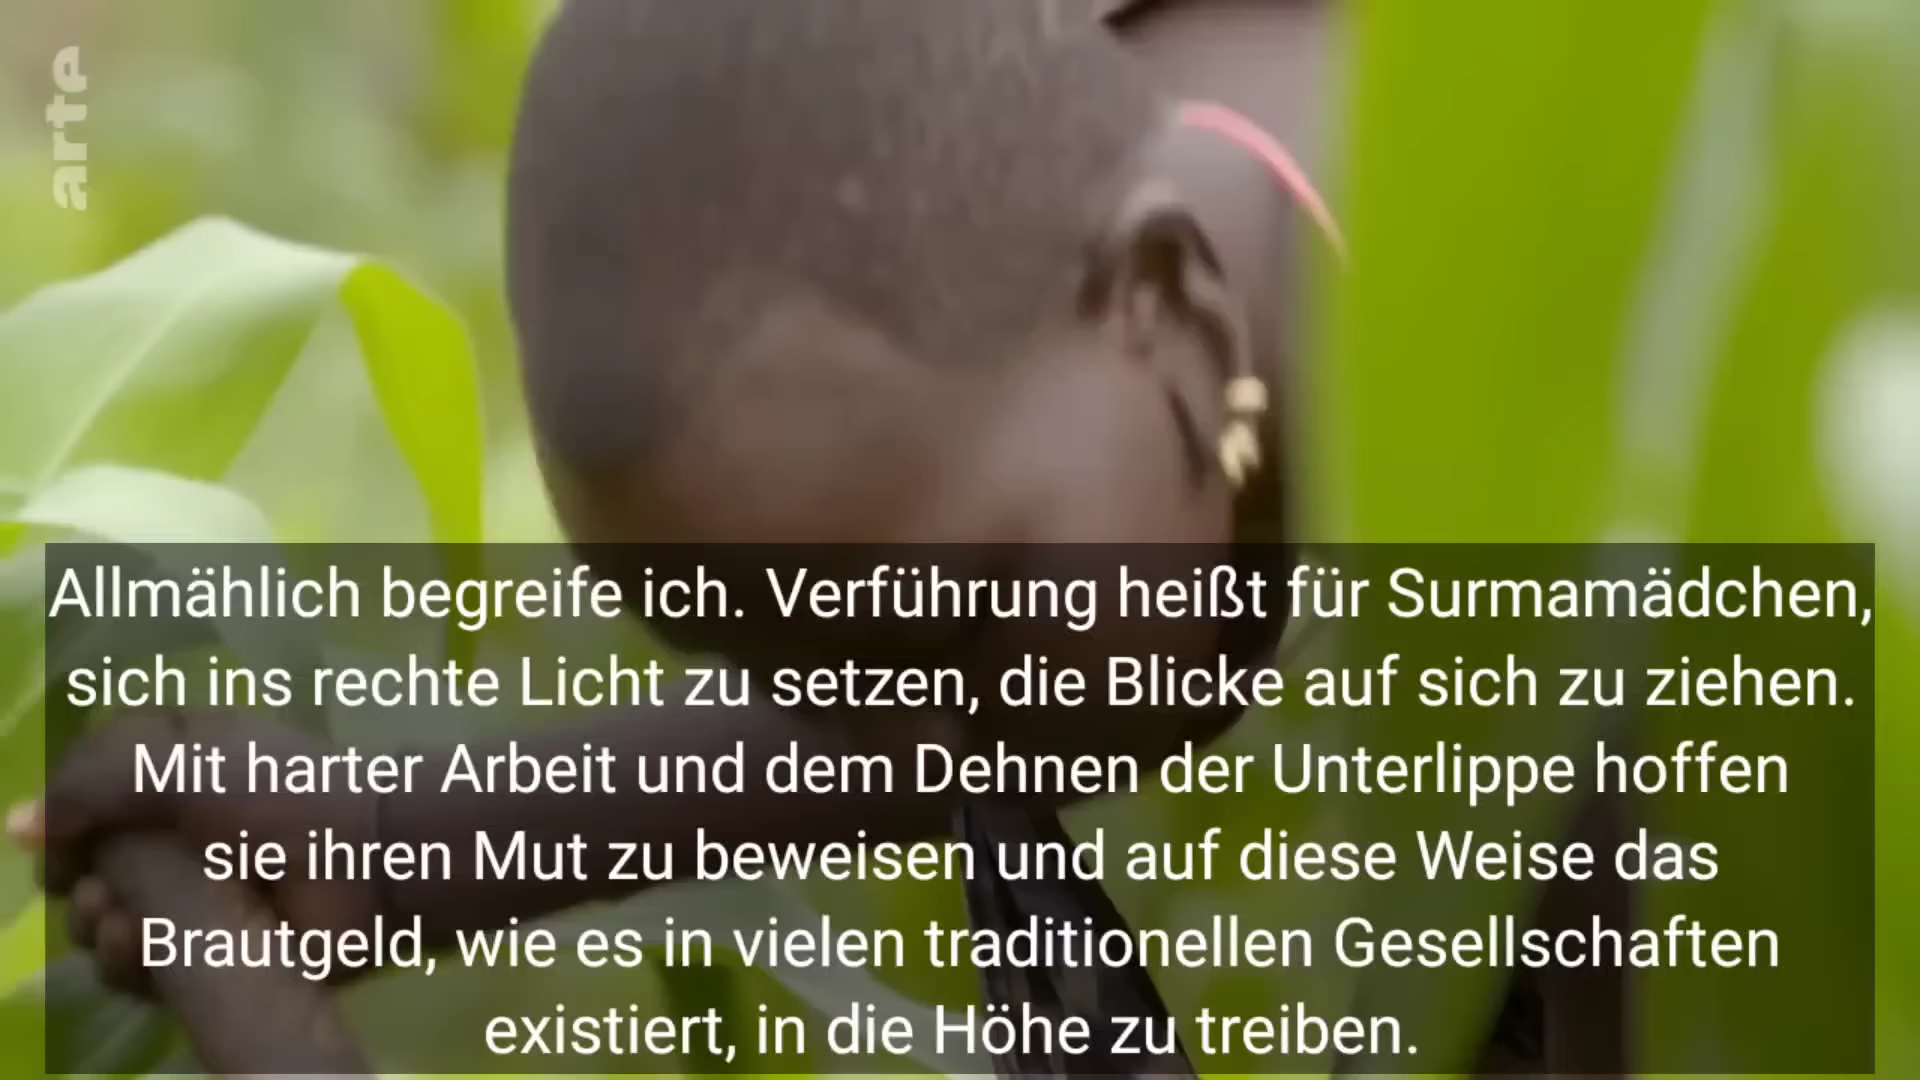 arte
Allmählich begreife ich. Verführung heißt für Surmamädchen,
sich ins rechte Licht zu setzen, die Blicke auf sich zu ziehen.
Mit harter Arbeit und dem Dehnen der Unterlippe hoffen
sie ihren Mut zu beweisen und auf diese Weise das
Brautgeld, wie es in vielen traditionellen Gesellschaften
existiert, in die Höhe zu treiben.